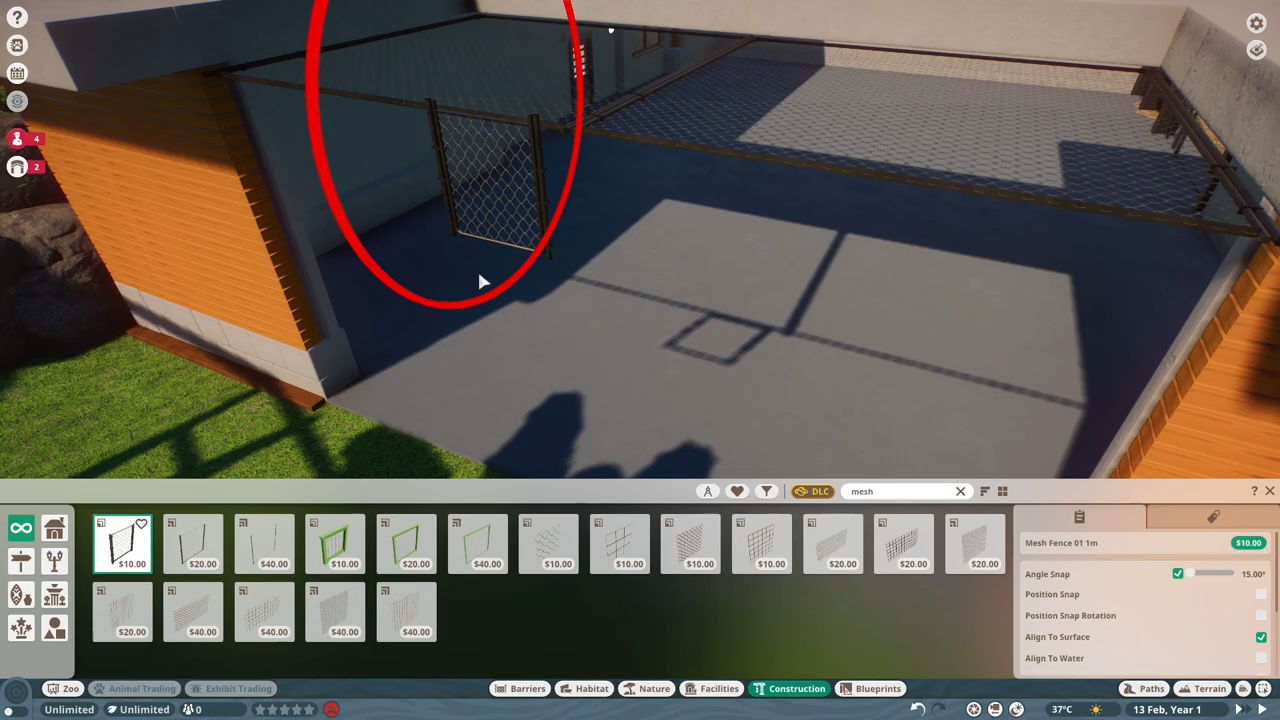 ?
4
2
DLC
mesh
?
$10.00
$20.00
$40.00
$10.00
$20.00
$40.00
$10.00
$10.00
$10.00
$10.00
$20.00
$20.00
$20.00
$20.00
$40.00
$40.00
$40.00
$40.00
Mesh Fence 01 1m
$10.00
Angle Snap
15.00°
Position Snap
Position Snap Rotation
Align To Surface
Align To Water
Zoo
Animal Trading
Exhibit Trading
Barriers
Habitat
Nature
Facilities
Construction
Blueprints
Paths
Terrain
Unlimited
Unlimited
0
37°C
13 Feb, Year 1